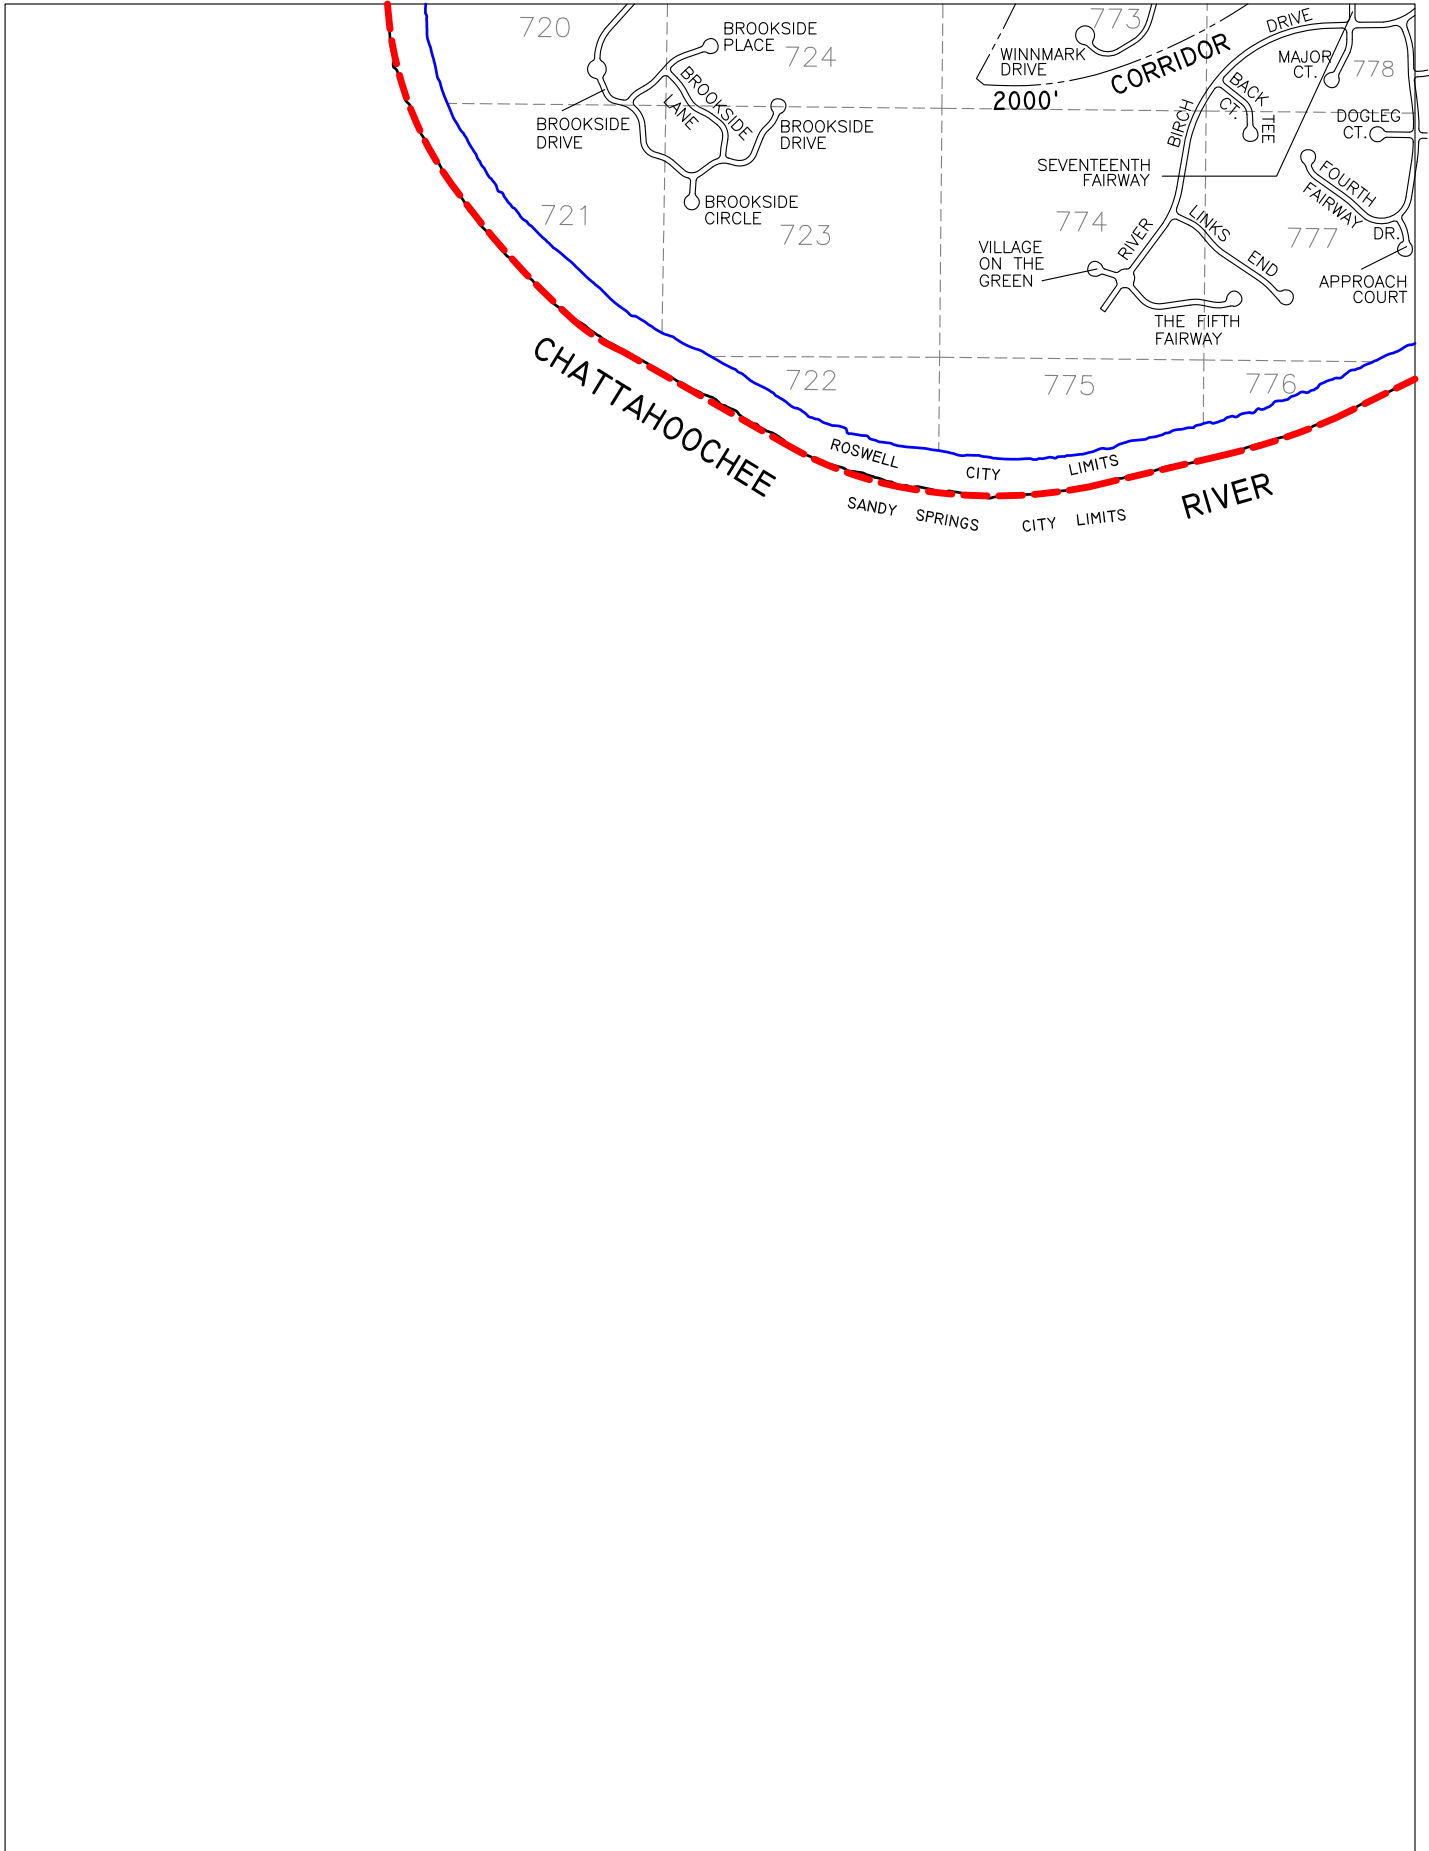 720
BROOKSIDE
PLACE
724
773
WINNMARK
DRIVE
2000'
CORRIDOR
DRIVE
MAJOR
CT.
778
BROOKSIDE
LANE
BROOKSIDE
DRIVE
BROOKSIDE
DRIVE
BIRCH
BACK
TEE
CT.
DOGLEG
CT.
SEVENTEENTH
FAIRWAY
FOURTH
FAIRWAY
DR.
721
BROOKSIDE
CIRCLE
723
774
RIVER
LINKS
END
777
VILLAGE
ON THE
GREEN
APPROACH
COURT
THE FIFTH
FAIRWAY
722
775
776
CHATTAHOOCHEE
RIVER
ROSWELL CITY LIMITS
SANDY SPRINGS CITY LIMITS